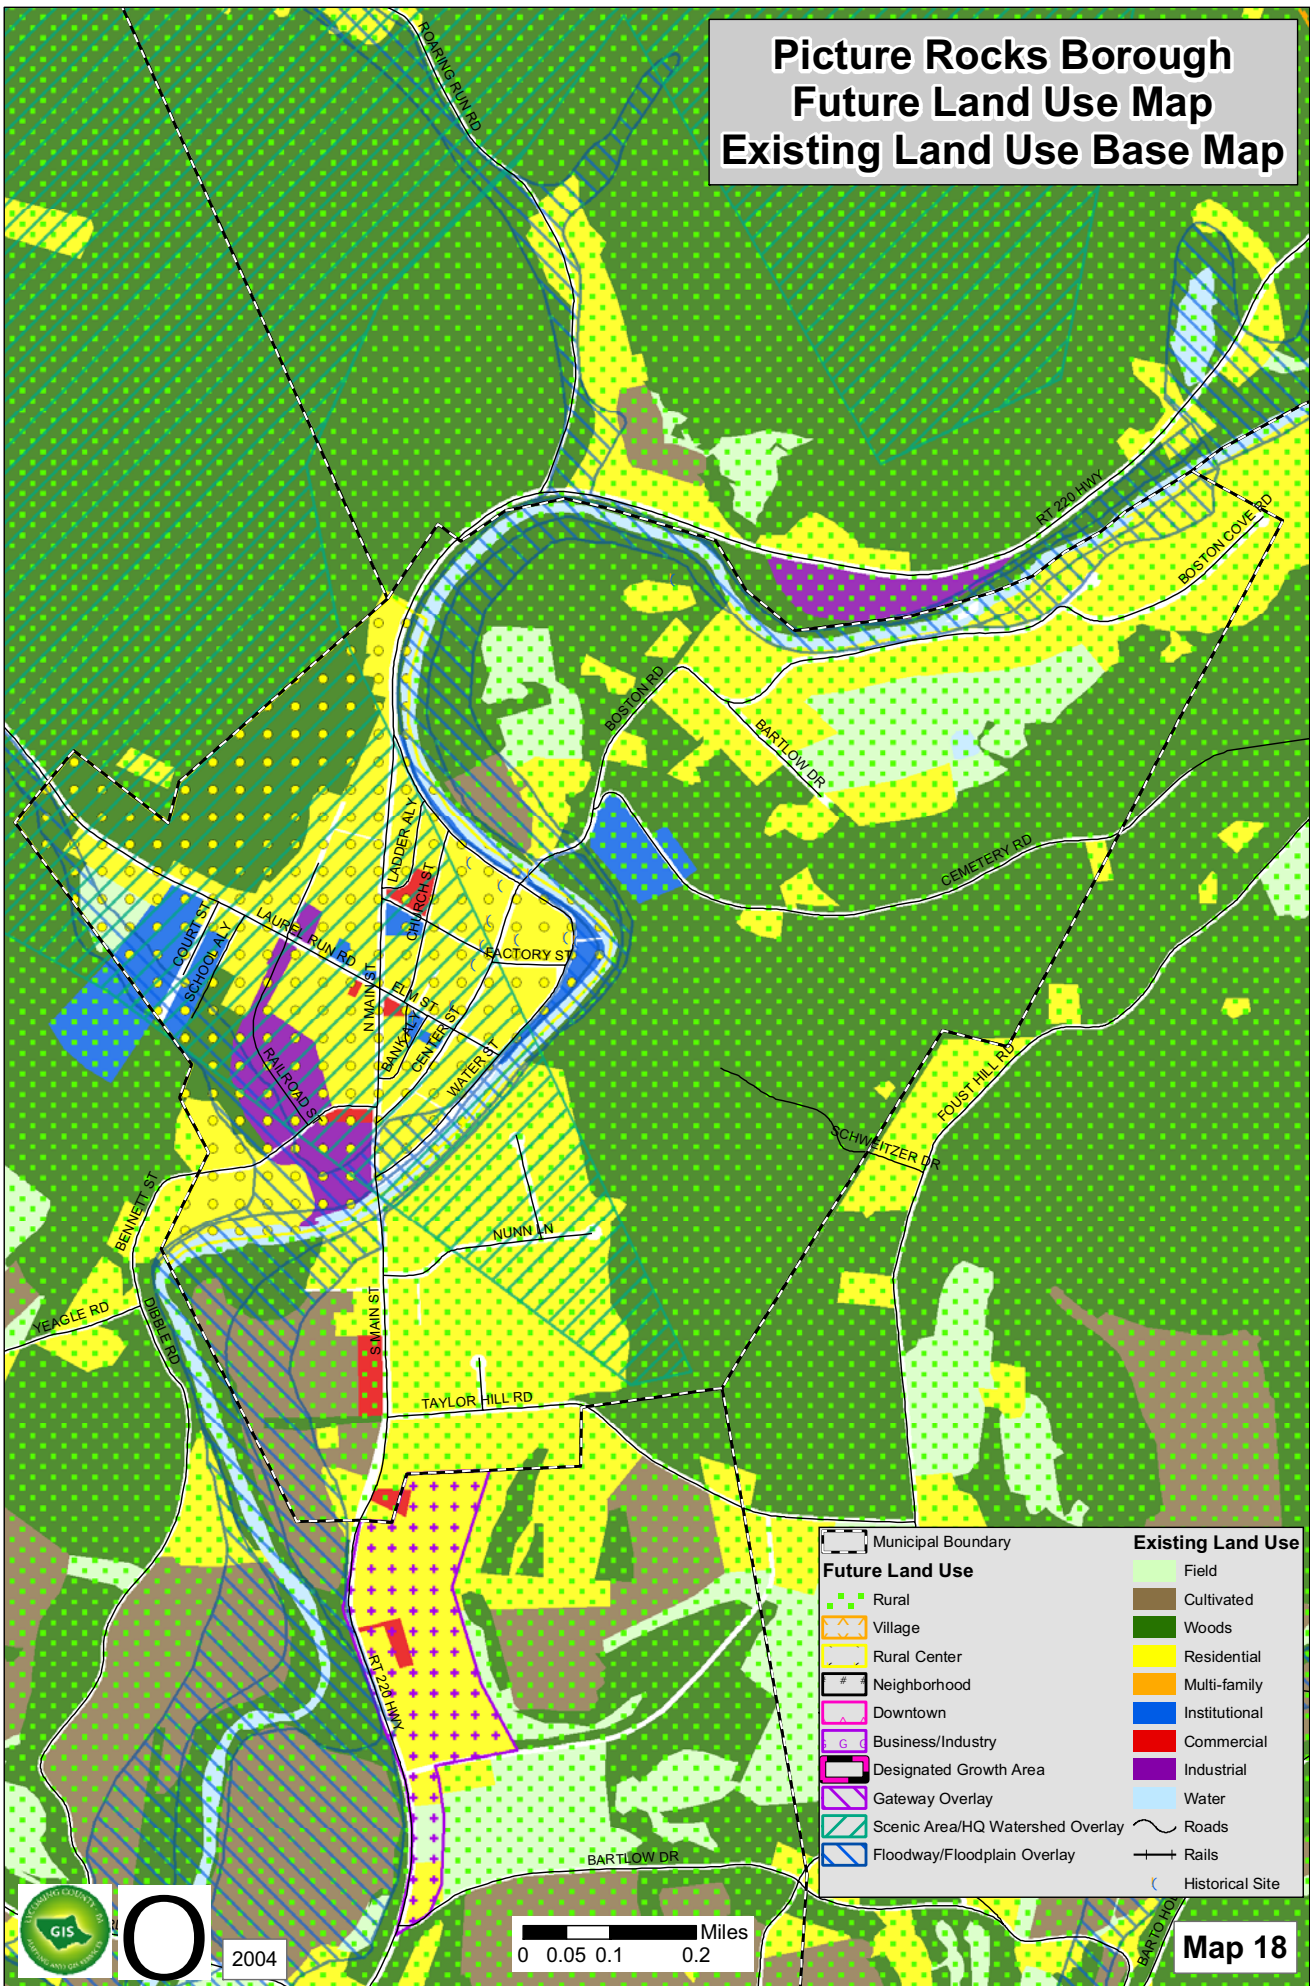 Picture Rocks Borough
Future Land Use Map
Existing Land Use Base Map
ROARING RUN RD
RT 220 HWY
BOSTON COVE RD
BOSTON RD
BARTLOW DR
CEMETERY RD
LADDER ALY
CHURCH ST
COURT ST
SCHOOL ALY
LAUREL RUN RD
FACTORY ST
N MAIN ST
ELM ST
BANK ALY
CENTER ST
WATER ST
RAILROAD ST
FOUST HILL RD
SCHWEITZER DR
BENNETT ST
NUNN LN
YEAGLE RD
DIBBLE RD
S MAIN ST
TAYLOR HILL RD
RT 220 HWY
BARTLOW DR
Municipal Boundary
Future Land Use
Rural
Village
Rural Center
Neighborhood
Downtown
Business/Industry
Designated Growth Area
Gateway Overlay
Scenic Area/HQ Watershed Overlay
Floodway/Floodplain Overlay
Existing Land Use
Field
Cultivated
Woods
Residential
Multi-family
Institutional
Commercial
Industrial
Water
Roads
Rails
Historical Site
GIS
O
2004
Miles
0 0.05 0.1 0.2
BARTO HO
Map 18